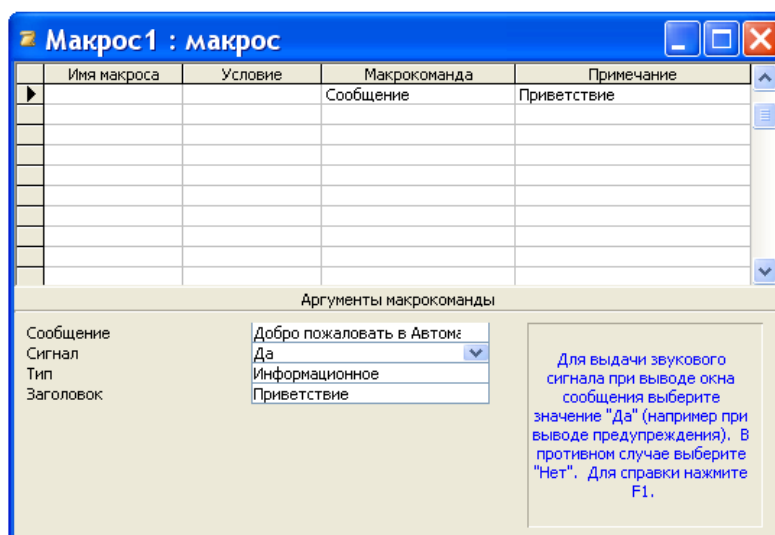 Макрос1 : макрос
Имя макроса Условие Макрокоманда Примечание
Сообщение Приветствие
Аргументы макрокоманды
Сообщение Добро пожаловать в Автома
Сигнал Да
Тип Информационное
Заголовок Приветствие
Для выдачи звукового
сигнала при выводе окна
сообщения выберите
значение "Да" (например при
выводе предупреждения). В
противном случае выберите
"Нет". Для справки нажмите
F1.